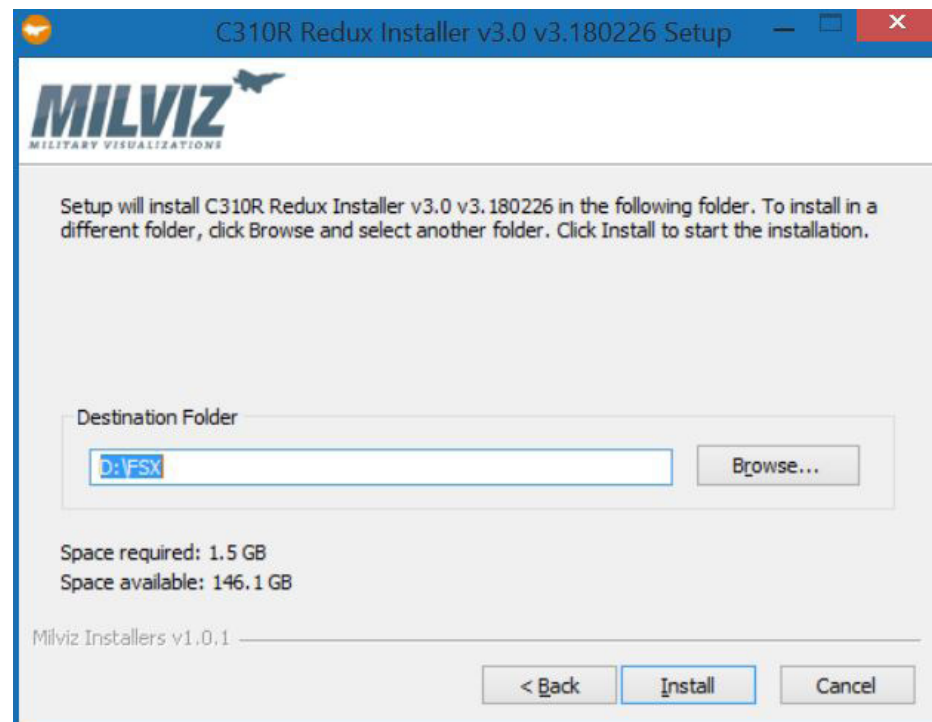 C310R Redux Installer v3.0 v3.180226 Setup
MILVIZ
MILITARY VISUALIZATIONS
Setup will install C310R Redux Installer v3.0 v3.180226 in the following folder. To install in a
different folder, click Browse and select another folder. Click Install to start the installation.
Destination Folder
D:\FSX
Browse...
Space required: 1.5 GB
Space available: 146.1 GB
Milviz Installers v1.0.1
< Back Install Cancel